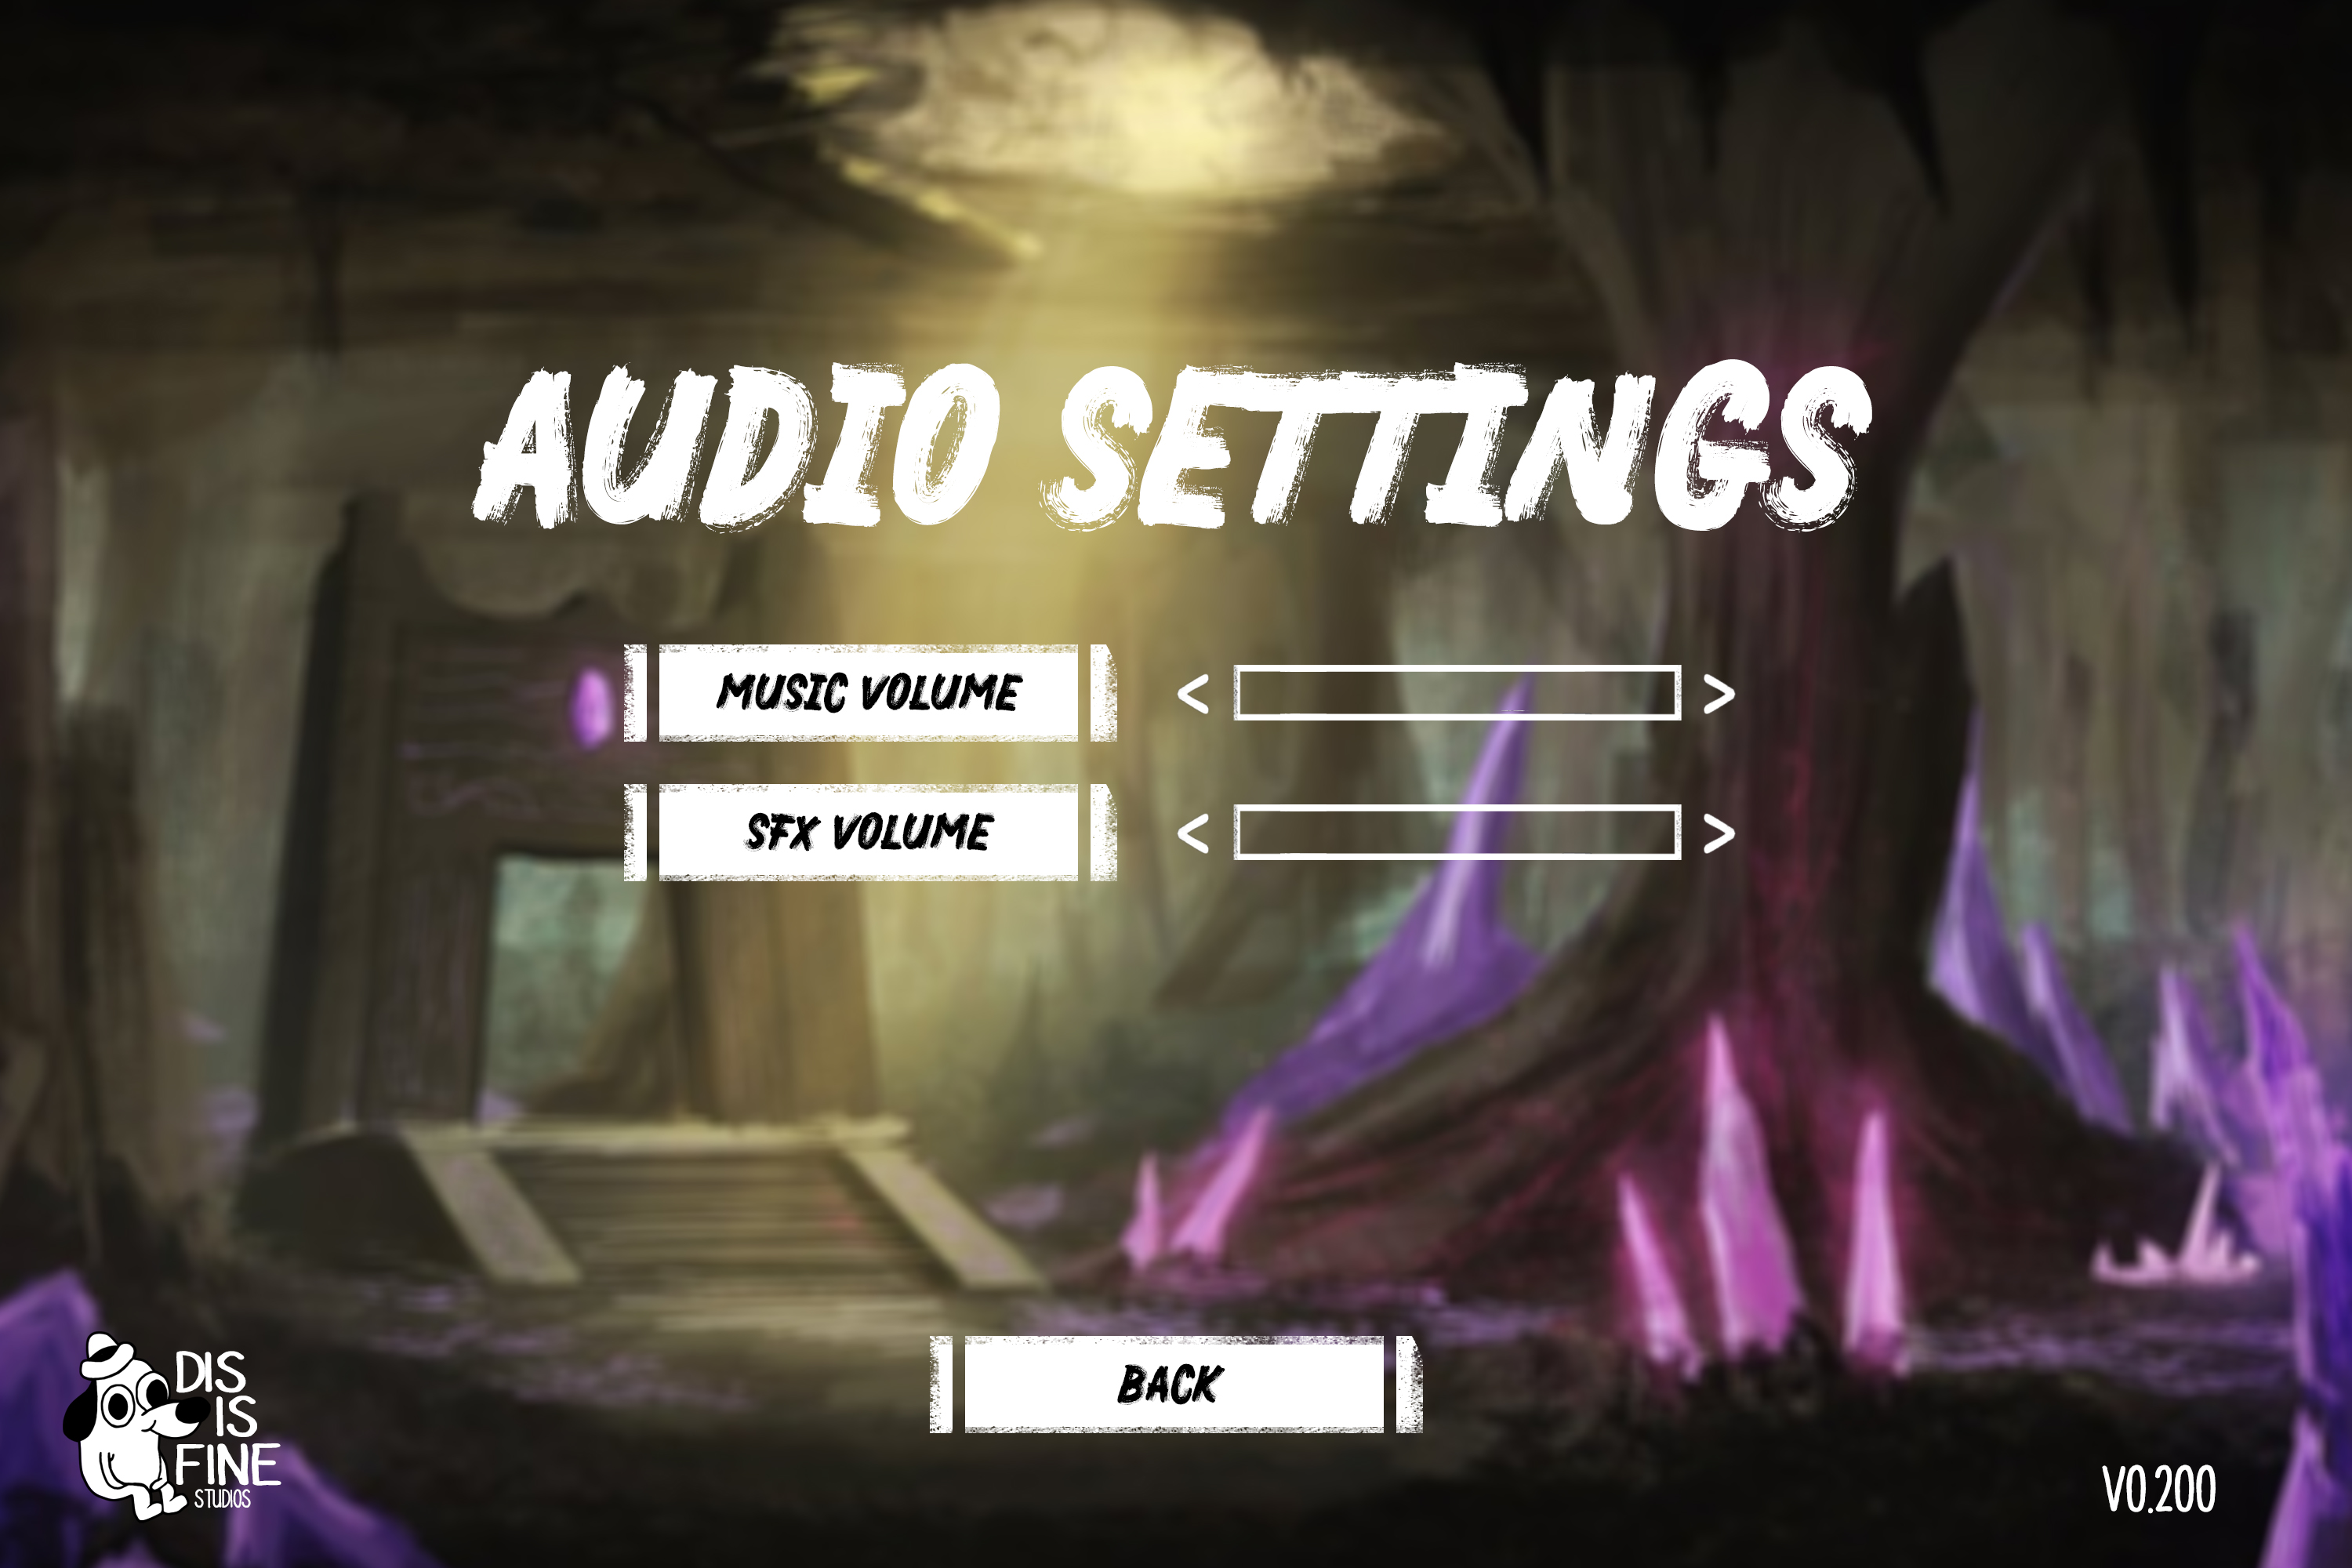 AUDIO SETTINGS
MUSIC VOLUME < >
SFX VOLUME < >
BACK
DIS
IS
FINE
STUDIOS
V0.200